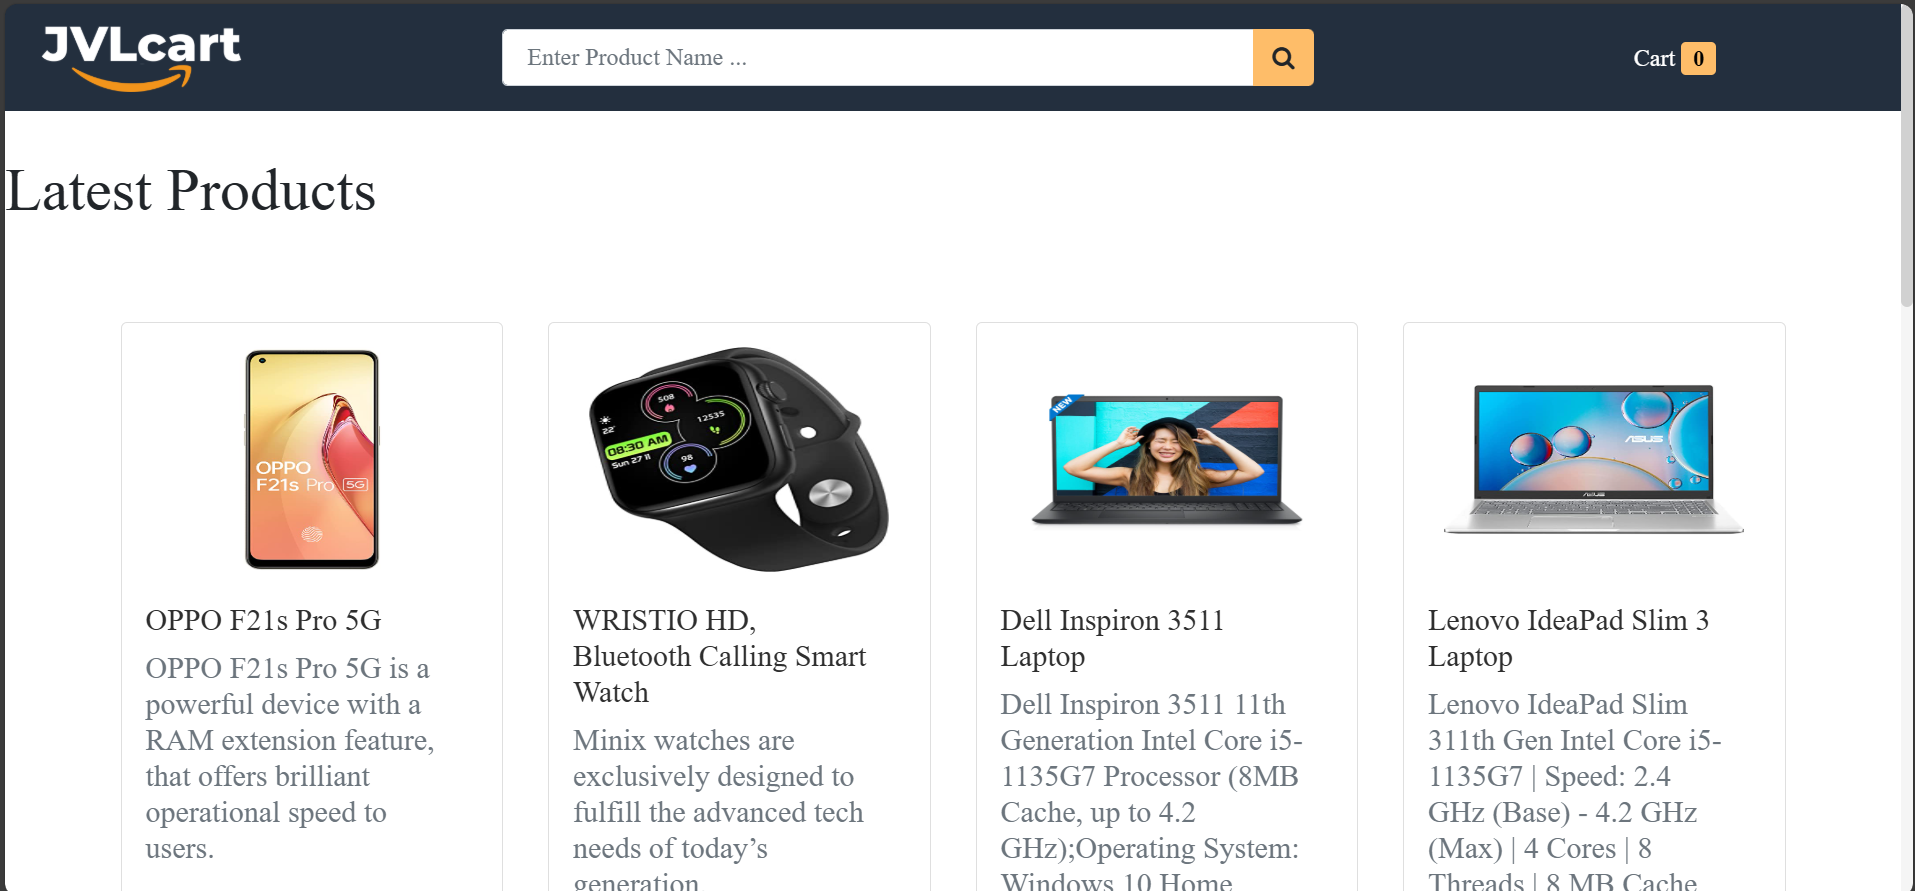 JVLcart
Enter Product Name ...
Cart 0
Latest Products
OPPO
F21s Pro 5G
508
12535
22°
08:30 AM
Sun 27 11
98
NEW
ASUS
ASUS
OPPO F21s Pro 5G
OPPO F21s Pro 5G is a
powerful device with a
RAM extension feature,
that offers brilliant
operational speed to
users.
WRISTIO HD,
Bluetooth Calling Smart
Watch
Minix watches are
exclusively designed to
fulfill the advanced tech
needs of today’s
generation.
Dell Inspiron 3511
Laptop
Dell Inspiron 3511 11th
Generation Intel Core i5-
1135G7 Processor (8MB
Cache, up to 4.2
GHz);Operating System:
Windows 10 Home
Lenovo IdeaPad Slim 3
Laptop
Lenovo IdeaPad Slim
311th Gen Intel Core i5-
1135G7 | Speed: 2.4
GHz (Base) - 4.2 GHz
(Max) | 4 Cores | 8
Threads | 8 MB Cache